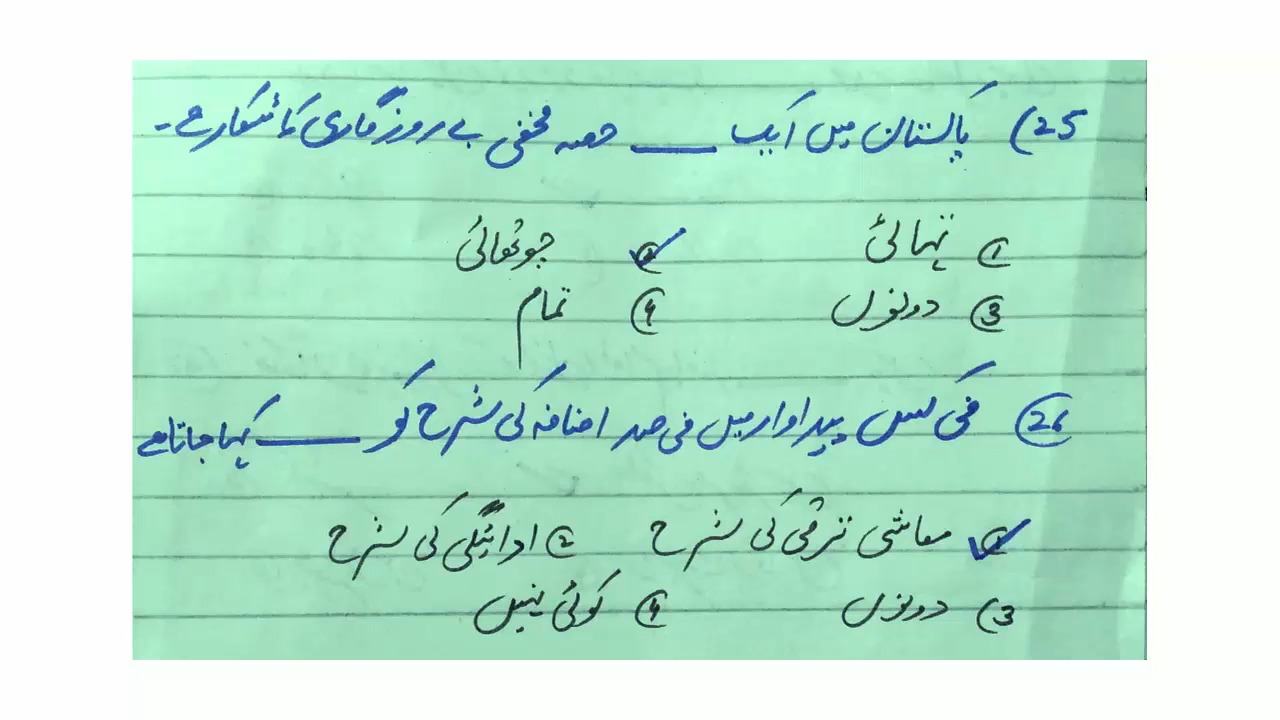 25) پاکستان میں ایک ـــــ حصہ مخفی بے روزگاری کا شکار ہے۔
① تہائی ② چوتھائی
③ دونوں ④ تمام
26) فی کس پیداوار میں فی صد اضافہ کی شرح کو ـــــ کہا جاتا ہے
① معاشی ترقی کی شرح ② ادائیگی کی شرح
3) دونوں ④ کوئی نہیں